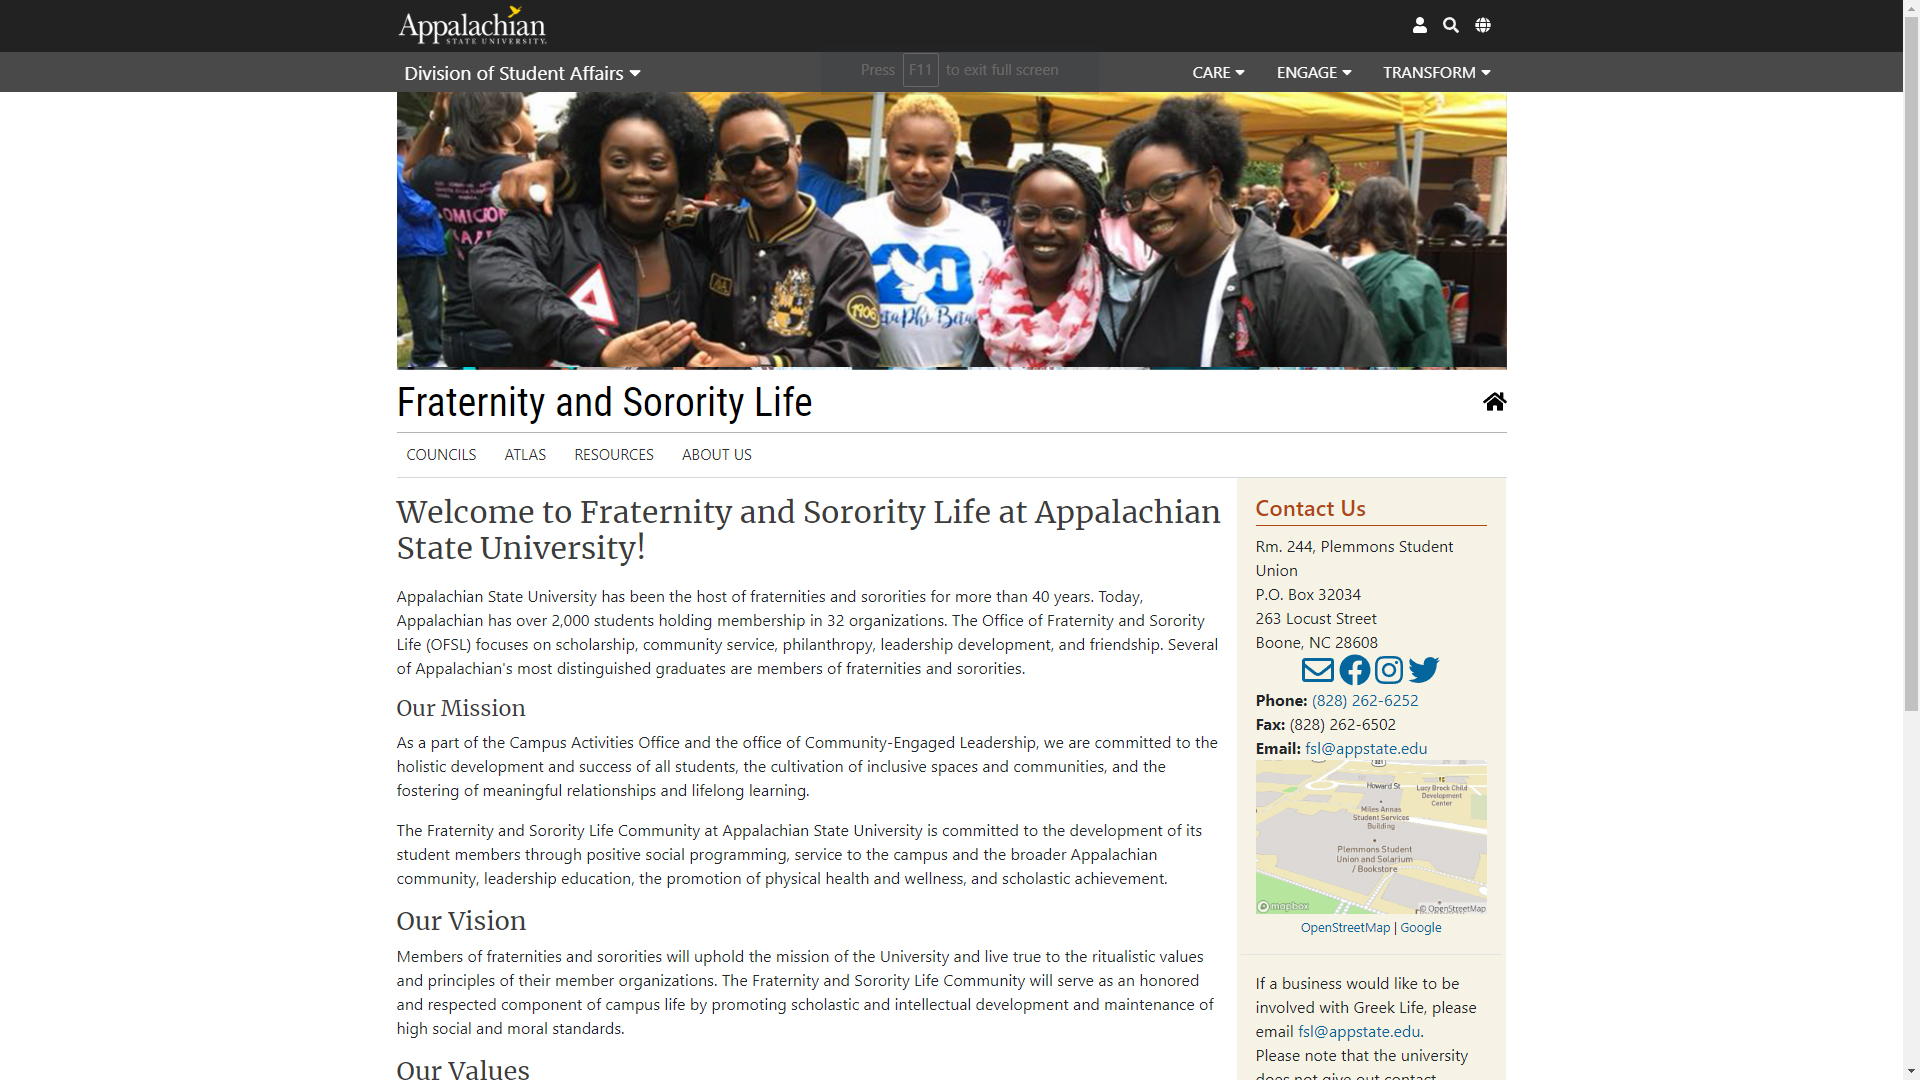 Appalachian
STATE UNIVERSITY
Division of Student Affairs
Press F11 to exit full screen
CARE
ENGAGE
TRANSFORM
OMICRON
20
1906
eta Phi Beta
Fraternity and Sorority Life
COUNCILS
ATLAS
RESOURCES
ABOUT US
Welcome to Fraternity and Sorority Life at Appalachian
State University!
Appalachian State University has been the host of fraternities and sororities for more than 40 years. Today,
Appalachian has over 2,000 students holding membership in 32 organizations. The Office of Fraternity and Sorority
Life (OFSL) focuses on scholarship, community service, philanthropy, leadership development, and friendship. Several
of Appalachian's most distinguished graduates are members of fraternities and sororities.
Our Mission
As a part of the Campus Activities Office and the office of Community-Engaged Leadership, we are committed to the
holistic development and success of all students, the cultivation of inclusive spaces and communities, and the
fostering of meaningful relationships and lifelong learning.
The Fraternity and Sorority Life Community at Appalachian State University is committed to the development of its
student members through positive social programming, service to the campus and the broader Appalachian
community, leadership education, the promotion of physical health and wellness, and scholastic achievement.
Our Vision
Members of fraternities and sororities will uphold the mission of the University and live true to the ritualistic values
and principles of their member organizations. The Fraternity and Sorority Life Community will serve as an honored
and respected component of campus life by promoting scholastic and intellectual development and maintenance of
high social and moral standards.
Our Values
Contact Us
Rm. 244, Plemmons Student
Union
P.O. Box 32034
263 Locust Street
Boone, NC 28608
Phone: (828) 262-6252
Fax: (828) 262-6502
Email: fsl@appstate.edu
321
Howard St
Lucy Brock Child
Development
Center
Miles Annas
Student Services
Building
Plemmons Student
Union and Solarium
/ Bookstore
mapbox
© OpenStreetMap
OpenStreetMap | Google
If a business would like to be
involved with Greek Life, please
email fsl@appstate.edu.
Please note that the university
does not give out contact